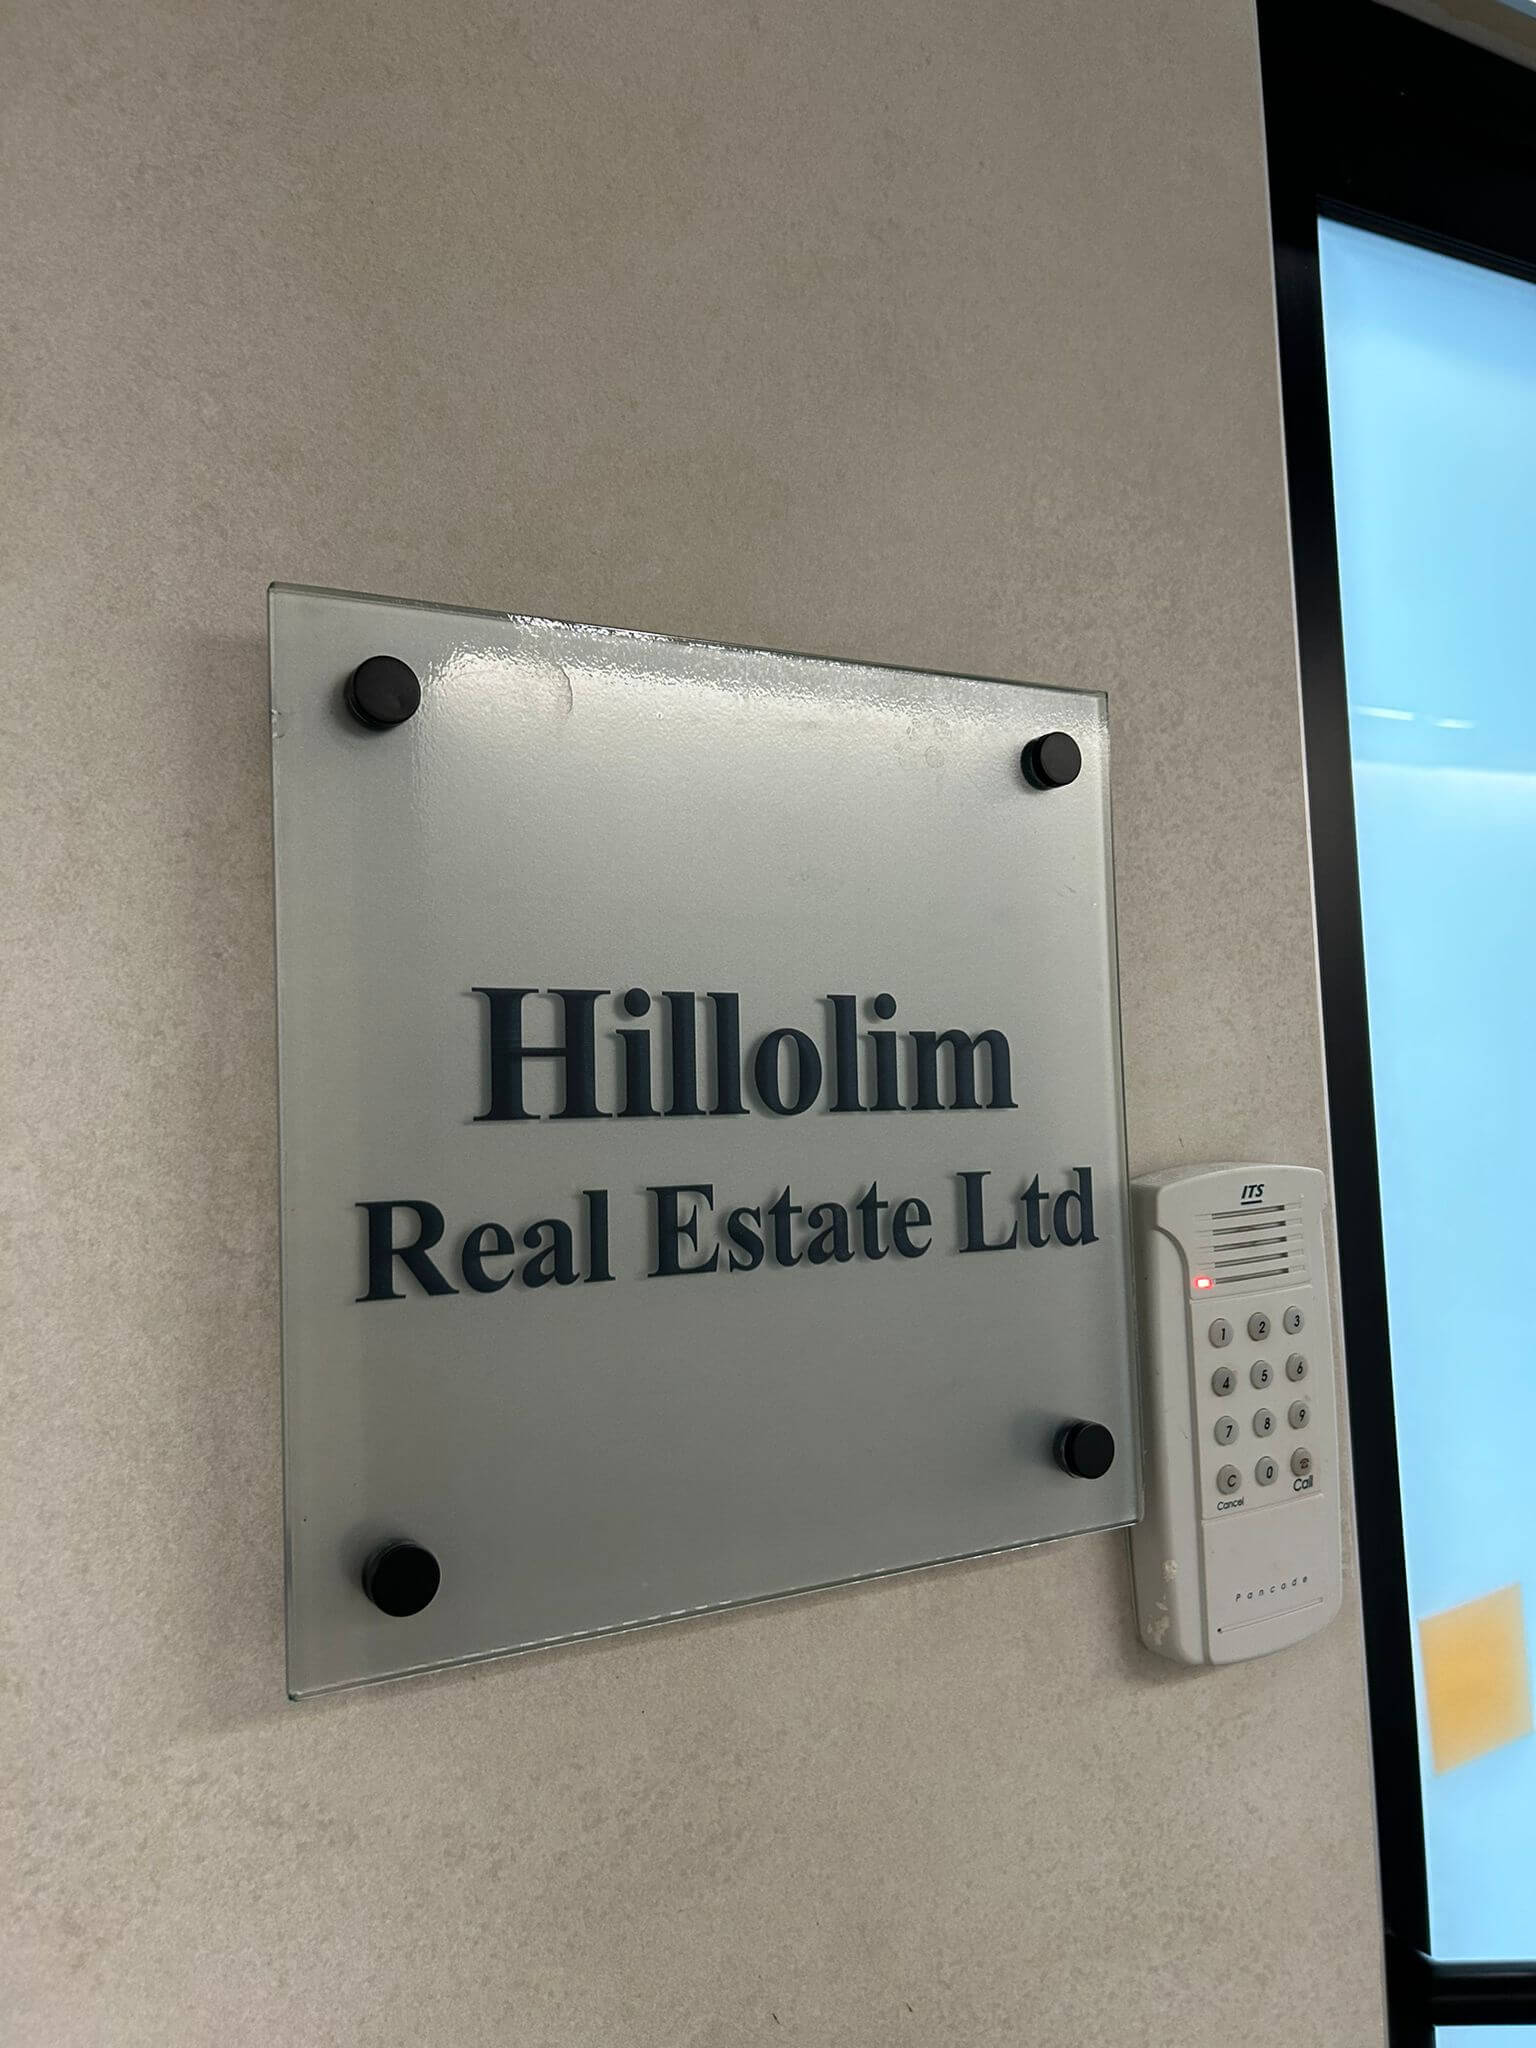 Hillolim
Real Estate Ltd
ITS
1 2 3
4 5 6
7 8 9
C 0
Cancel Call
Pancode